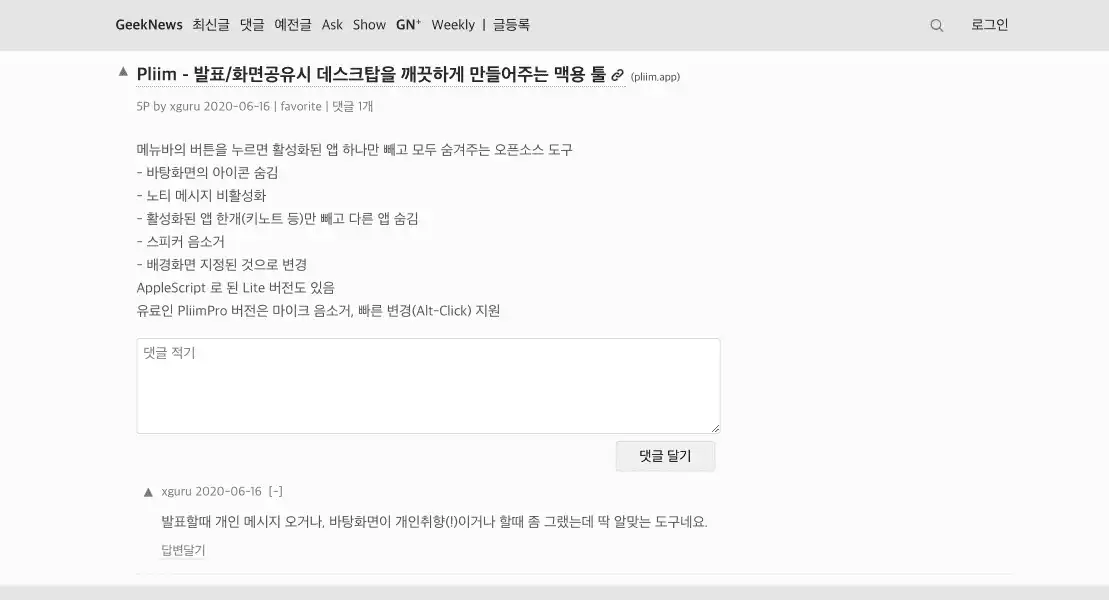 GeekNews 최신글 댓글 예전글 Ask Show GN⁺ Weekly | 글등록 로그인
▲ Pliim - 발표/화면공유시 데스크탑을 깨끗하게 만들어주는 맥용 툴 (pliim.app)
5P by xguru 2020-06-16 | favorite | 댓글 1개
메뉴바의 버튼을 누르면 활성화된 앱 하나만 빼고 모두 숨겨주는 오픈소스 도구
- 바탕화면의 아이콘 숨김
- 노티 메시지 비활성화
- 활성화된 앱 한개(키노트 등)만 빼고 다른 앱 숨김
- 스피커 음소거
- 배경화면 지정된 것으로 변경
AppleScript 로 된 Lite 버전도 있음
유료인 PliimPro 버전은 마이크 음소거, 빠른 변경(Alt-Click) 지원
댓글 적기
댓글 달기
▲ xguru 2020-06-16 [-]
발표할때 개인 메시지 오거나, 바탕화면이 개인취향(!)이거나 할때 좀 그랬는데 딱 알맞는 도구네요.
답변달기